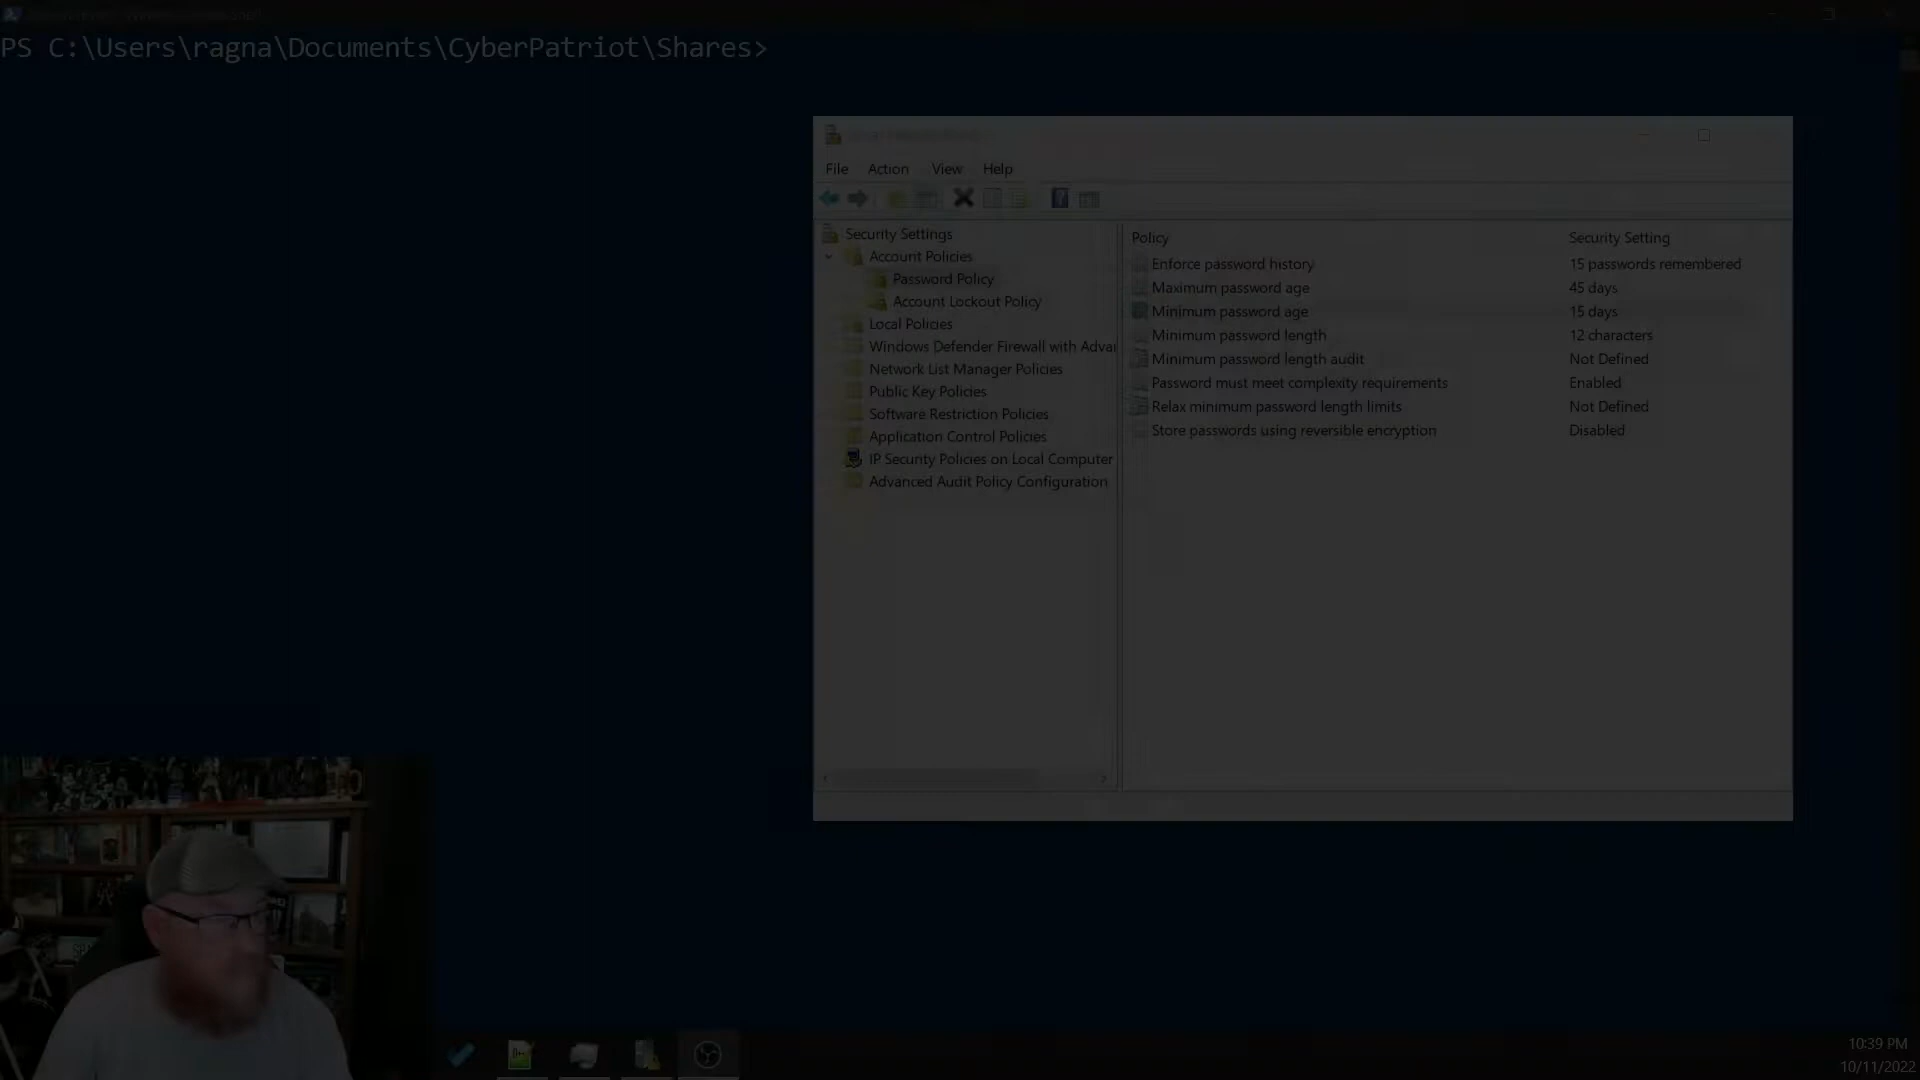 PS C:\Users\ragna\Documents\CyberPatriot\Shares>
File Action View Help
Security Settings
Account Policies
Password Policy
Account Lockout Policy
Local Policies
Windows Defender Firewall with Advar
Network List Manager Policies
Public Key Policies
Software Restriction Policies
Application Control Policies
IP Security Policies on Local Computer
Advanced Audit Policy Configuration
Policy Security Setting
Enforce password history 15 passwords remembered
Maximum password age 45 days
Minimum password age 15 days
Minimum password length 12 characters
Minimum password length audit Not Defined
Password must meet complexity requirements Enabled
Relax minimum password length limits Not Defined
Store passwords using reversible encryption Disabled
10:39 PM
10/11/2022